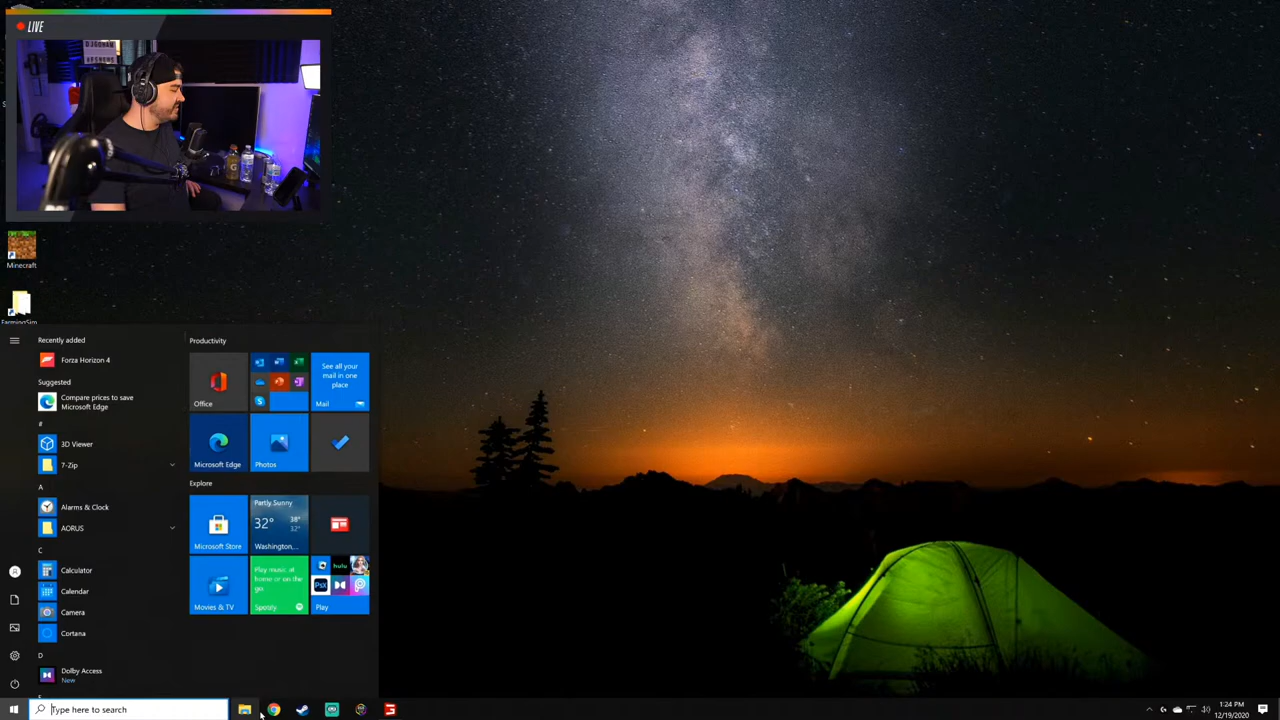 LIVE
Minecraft
FarmingSim
Recently added
Forza Horizon 4
Suggested
Compare prices to save
Microsoft Edge
#
3D Viewer
7-Zip
A
Alarms & Clock
AORUS
C
Calculator
Calendar
Camera
Cortana
D
Dolby Access
New
Productivity
Office
See all your
mail in one
place
Mail
Microsoft Edge
Photos
Explore
Microsoft Store
Partly Sunny
32°
38°
32°
Washington,...
Movies & TV
Play music at
home or on the
go.
Spotify
hulu
Play
Type here to search
1:24 PM
12/19/2020